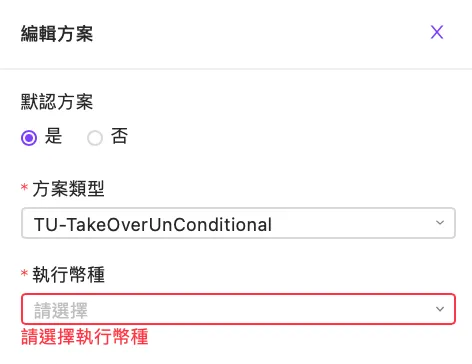 編輯方案
默認方案
是 否
*方案類型
TU-TakeOverUnConditional
*執行幣種
請選擇
請選擇執行幣種